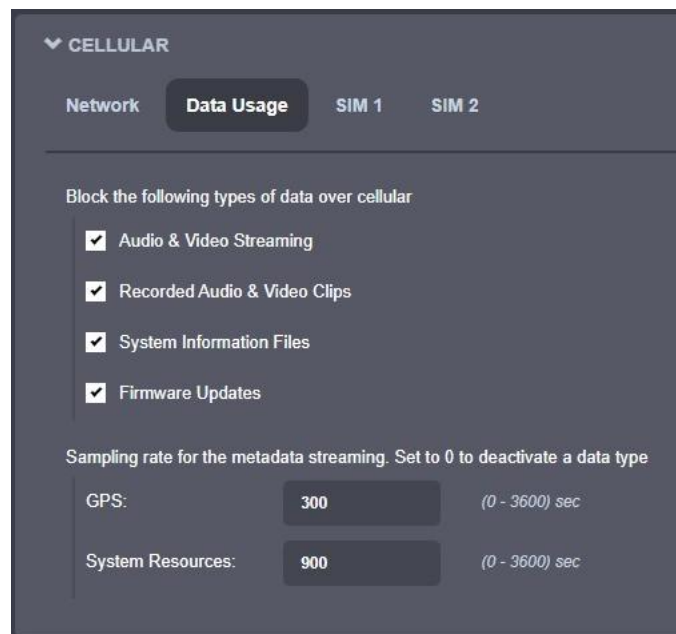 CELLULAR
Network Data Usage SIM 1 SIM 2
Block the following types of data over cellular
Audio & Video Streaming
Recorded Audio & Video Clips
System Information Files
Firmware Updates
Sampling rate for the metadata streaming. Set to 0 to deactivate a data type
GPS: 300 (0 - 3600) sec
System Resources: 900 (0 - 3600) sec